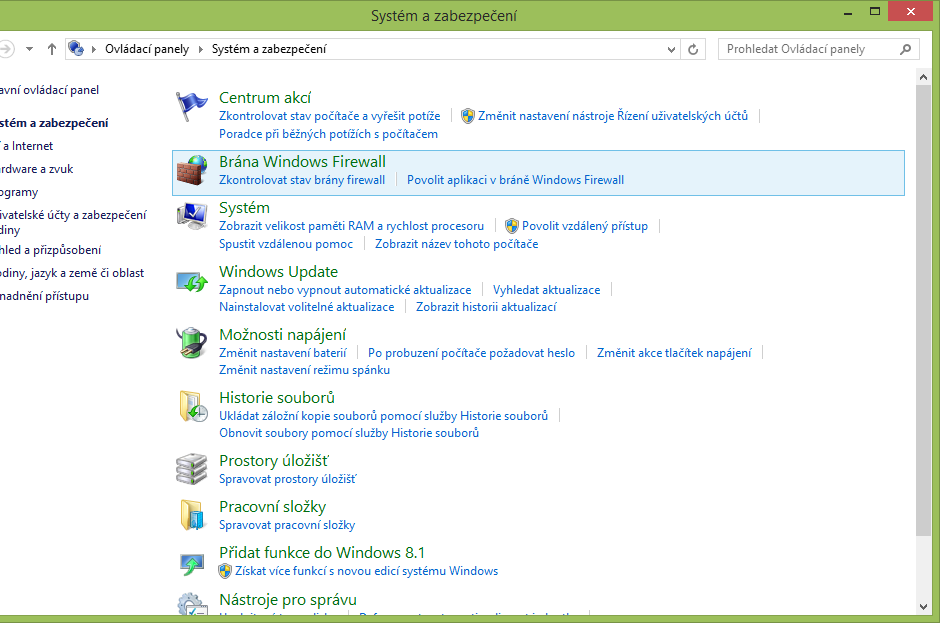 Systém a zabezpečení
Ovládací panely
Systém a zabezpečení
Prohledat Ovládací panely
avní ovládací panel
stém a zabezpečení
a Internet
rdware a zvuk
ogramy
ivatelské účty a zabezpečení
diny
hled a přizpůsobení
odiny, jazyk a země či oblast
nadnění přístupu
Centrum akcí
Zkontrolovat stav počítače a vyřešit potíže Změnit nastavení nástroje Řízení uživatelských účtů
Poradce při běžných potížích s počítačem
Brána Windows Firewall
Zkontrolovat stav brány firewall Povolit aplikaci v bráně Windows Firewall
Systém
Zobrazit velikost paměti RAM a rychlost procesoru Povolit vzdálený přístup
Spustit vzdálenou pomoc Zobrazit název tohoto počítače
Windows Update
Zapnout nebo vypnout automatické aktualizace Vyhledat aktualizace
Nainstalovat volitelné aktualizace Zobrazit historii aktualizací
Možnosti napájení
Změnit nastavení baterií Po probuzení počítače požadovat heslo Změnit akce tlačítek napájení
Změnit nastavení režimu spánku
Historie souborů
Ukládat záložní kopie souborů pomocí služby Historie souborů
Obnovit soubory pomocí služby Historie souborů
Prostory úložišť
Spravovat prostory úložišť
Pracovní složky
Spravovat pracovní složky
Přidat funkce do Windows 8.1
Získat více funkcí s novou edicí systému Windows
Nástroje pro správu